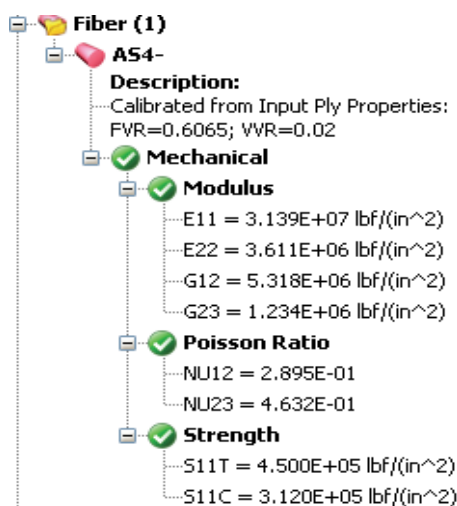 Fiber (1)
AS4-
Description:
Calibrated from Input Ply Properties:
FVR=0.6065; VVR=0.02
Mechanical
Modulus
E11 = 3.139E+07 lbf/(in^2)
E22 = 3.611E+06 lbf/(in^2)
G12 = 5.318E+06 lbf/(in^2)
G23 = 1.234E+06 lbf/(in^2)
Poisson Ratio
NU12 = 2.895E-01
NU23 = 4.632E-01
Strength
S11T = 4.500E+05 lbf/(in^2)
S11C = 3.120E+05 lbf/(in^2)